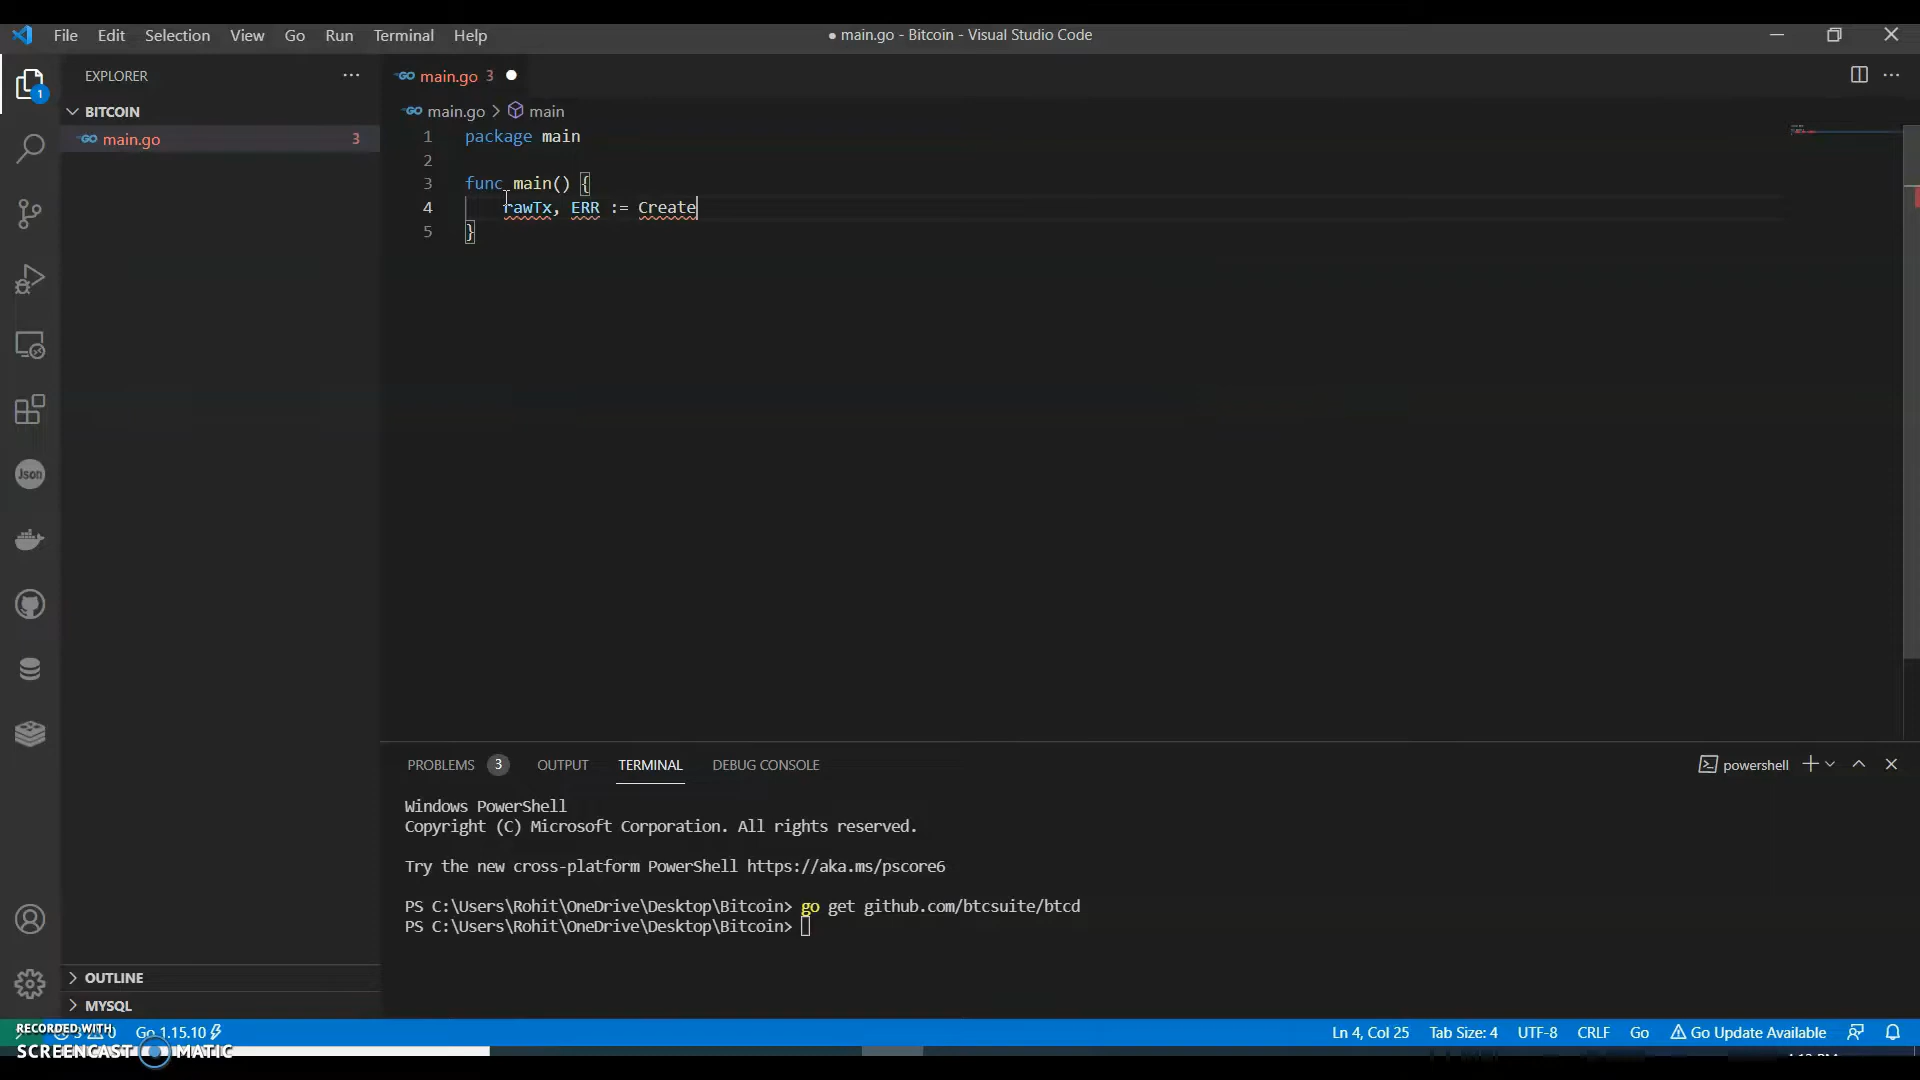 File Edit Selection View Go Run Terminal Help
● main.go - Bitcoin - Visual Studio Code
EXPLORER
main.go 3
1
BITCOIN
main.go > main
main.go 3
1 package main
2
3 func main() {
4 rawTx, ERR := Create
5 }
Json
PROBLEMS 3 OUTPUT TERMINAL DEBUG CONSOLE
powershell
Windows PowerShell
Copyright (C) Microsoft Corporation. All rights reserved.
Try the new cross-platform PowerShell https://aka.ms/pscore6
PS C:\Users\Rohit\OneDrive\Desktop\Bitcoin> go get github.com/btcsuite/btcd
PS C:\Users\Rohit\OneDrive\Desktop\Bitcoin>
OUTLINE
MYSQL
RECORDED WITH
SCREENCAST MATIC
3 0 Go 1.15.10
Ln 4, Col 25 Tab Size: 4 UTF-8 CRLF Go Go Update Available